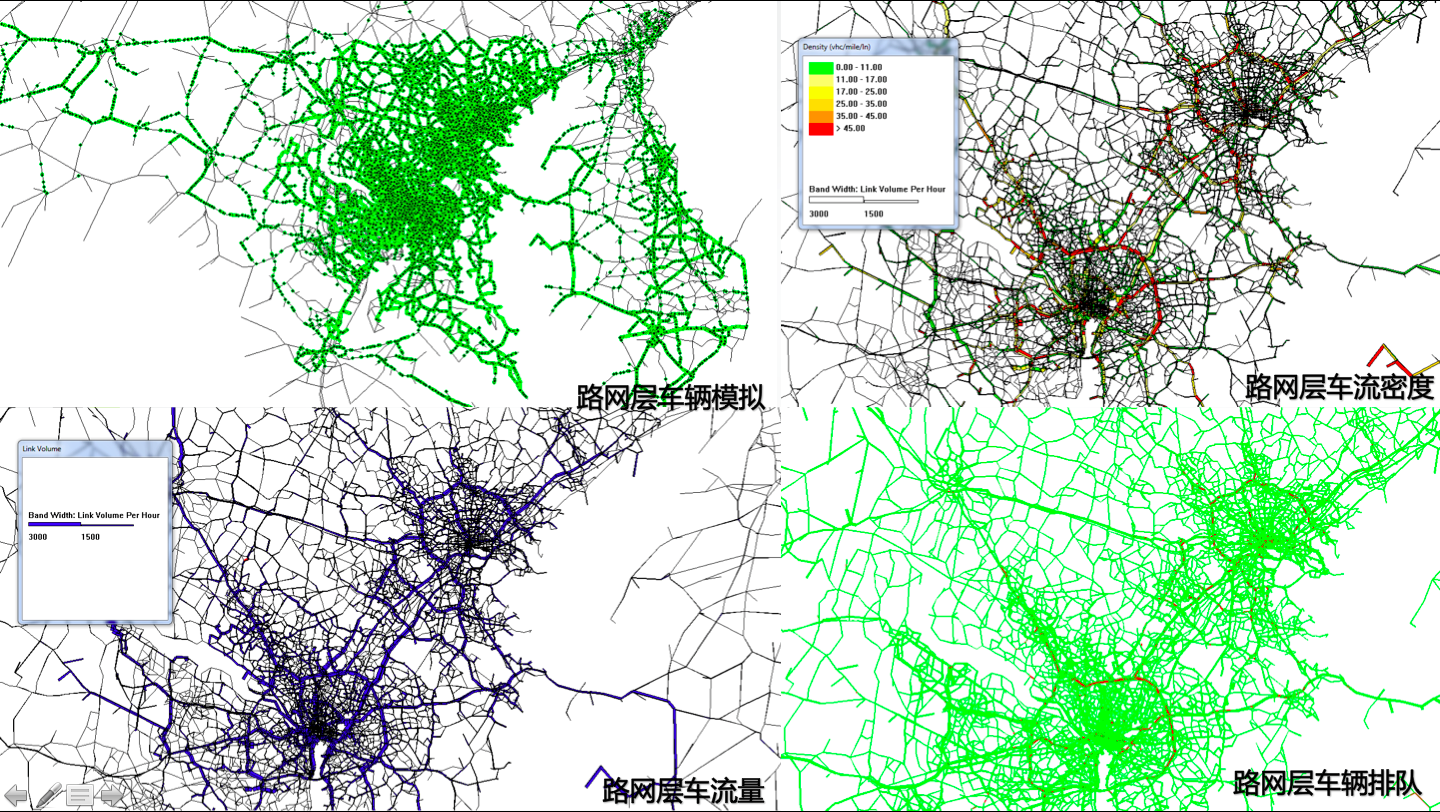 Density (vhc/mile/ln)
0.00 - 11.00
11.00 - 17.00
17.00 - 25.00
25.00 - 35.00
35.00 - 45.00
> 45.00
Band Width: Link Volume Per Hour
3000 1500
路网层车辆模拟
路网层车流密度
Link Volume
Band Width: Link Volume Per Hour
3000 1500
路网层车流量
路网层车辆排队